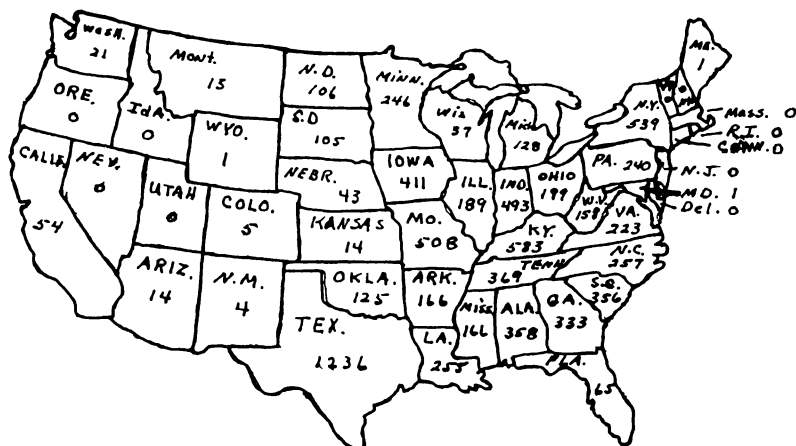 Wash.
21
ORE.
0
CALIF.
54
NEV.
0
IdA.
0
MONT.
15
WYO.
1
UTAH
0
COLO.
5
ARIZ.
14
N.M.
4
N.D.
106
S.D
105
NEBR.
43
KANSAS
14
OKLA.
125
TEX.
1236
MINN.
246
IOWA
411
MO.
508
ARK.
166
LA.
255
Wis
37
ILL.
189
Mich.
128
IND.
493
OHIO
199
KY.
583
TENN
369
Miss
166
ALA.
358
GA.
333
FLA.
65
S.C.
356
N.C.
257
VA.
223
W.V.
158
PA. 240
N.Y.
539
ME.
1
Mass. 0
R.I. 0
CONN. 0
N.J. 0
MD. 1
Del. 0